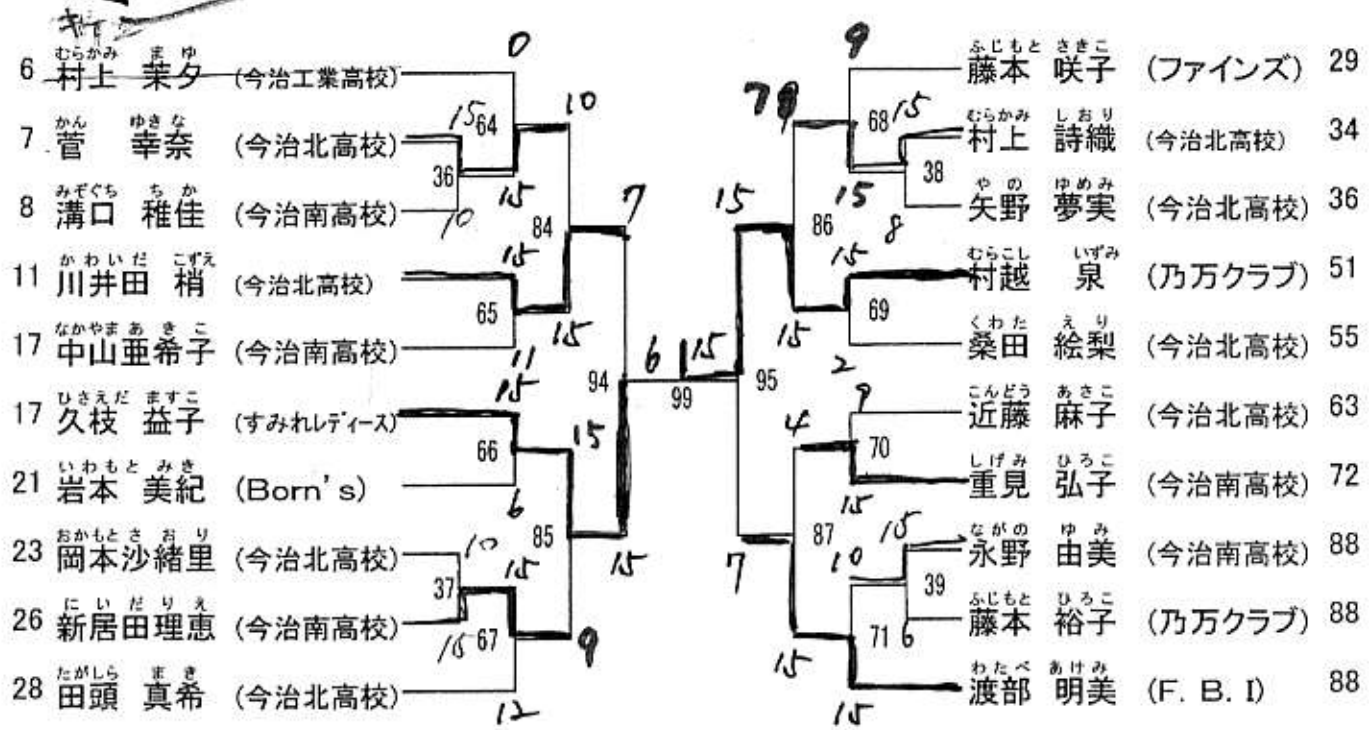 キケン
むらかみ まゆ
6 村上 茉夕 (今治工業高校)
かん ゆきな
7 菅 幸奈 (今治北高校)
みぞぐち ちか
8 溝口 稚佳 (今治南高校)
かわいだ こずえ
11 川井田 梢 (今治北高校)
なかやま あきこ
17 中山亜希子 (今治南高校)
ひさえだ ますこ
17 久枝 益子 (すみれレディース)
いわもと みき
21 岩本 美紀 (Born's)
おかもと さおり
23 岡本沙緒里 (今治北高校)
にいだ りえ
26 新居田理恵 (今治南高校)
たがしら まき
28 田頭 真希 (今治北高校)
0
15 64 10
36 15
10
84 7
15
65 15
11
15
94
66 15
6
85 15
10
37 15
15 67 9
12
6 15
99
9
7 9
68 15
38
15 8
15 86
15
69
15 2
95
9
4 70
15
87
7 10 15
39
71 6
15
15
ふじもと さきこ
藤本 咲子 (ファインズ) 29
むらかみ しおり
村上 詩織 (今治北高校) 34
やの ゆめみ
矢野 夢実 (今治北高校) 36
むらこし いずみ
村越 泉 (乃万クラブ) 51
くわた えり
桑田 絵梨 (今治北高校) 55
こんどう あさこ
近藤 麻子 (今治北高校) 63
しげみ ひろこ
重見 弘子 (今治南高校) 72
ながの ゆみ
永野 由美 (今治南高校) 88
ふじもと ひろこ
藤本 裕子 (乃万クラブ) 88
わたべ あけみ
渡部 明美 (F. B. I) 88